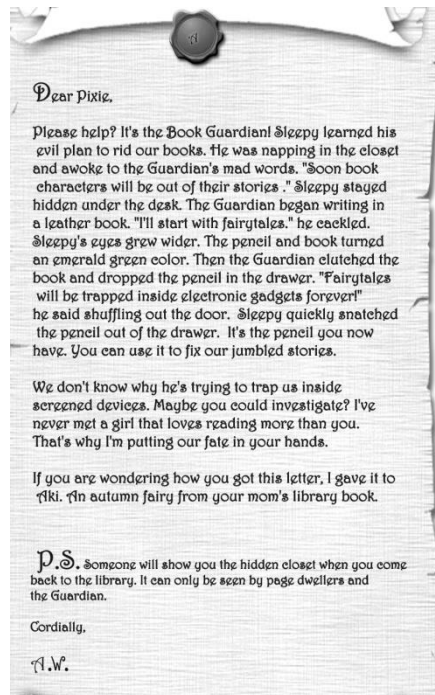 A
Dear Pixie,
Please help? It's the Book Guardian! Sleepy learned his
evil plan to rid our books. He was napping in the closet
and awoke to the Guardian's mad words. "Soon book
characters will be out of their stories ." Sleepy stayed
hidden under the desk. The Guardian began writing in
a leather book. "I'll start with fairytales." he cackled.
Sleepy's eyes grew wider. The pencil and book turned
an emerald green color. Then the Guardian clutched the
book and dropped the pencil in the drawer. "Fairytales
will be trapped inside electronic gadgets forever!"
he said shuffling out the door. Sleepy quickly snatched
the pencil out of the drawer. It's the pencil you now
have. You can use it to fix our jumbled stories.
We don't know why he's trying to trap us inside
screened devices. Maybe you could investigate? I've
never met a girl that loves reading more than you.
That's why I'm putting our fate in your hands.
If you are wondering how you got this letter, I gave it to
Aki. An autumn fairy from your mom's library book.
P.S. Someone will show you the hidden closet when you come
back to the library. It can only be seen by page dwellers and
the Guardian.
Cordially,
A.W.